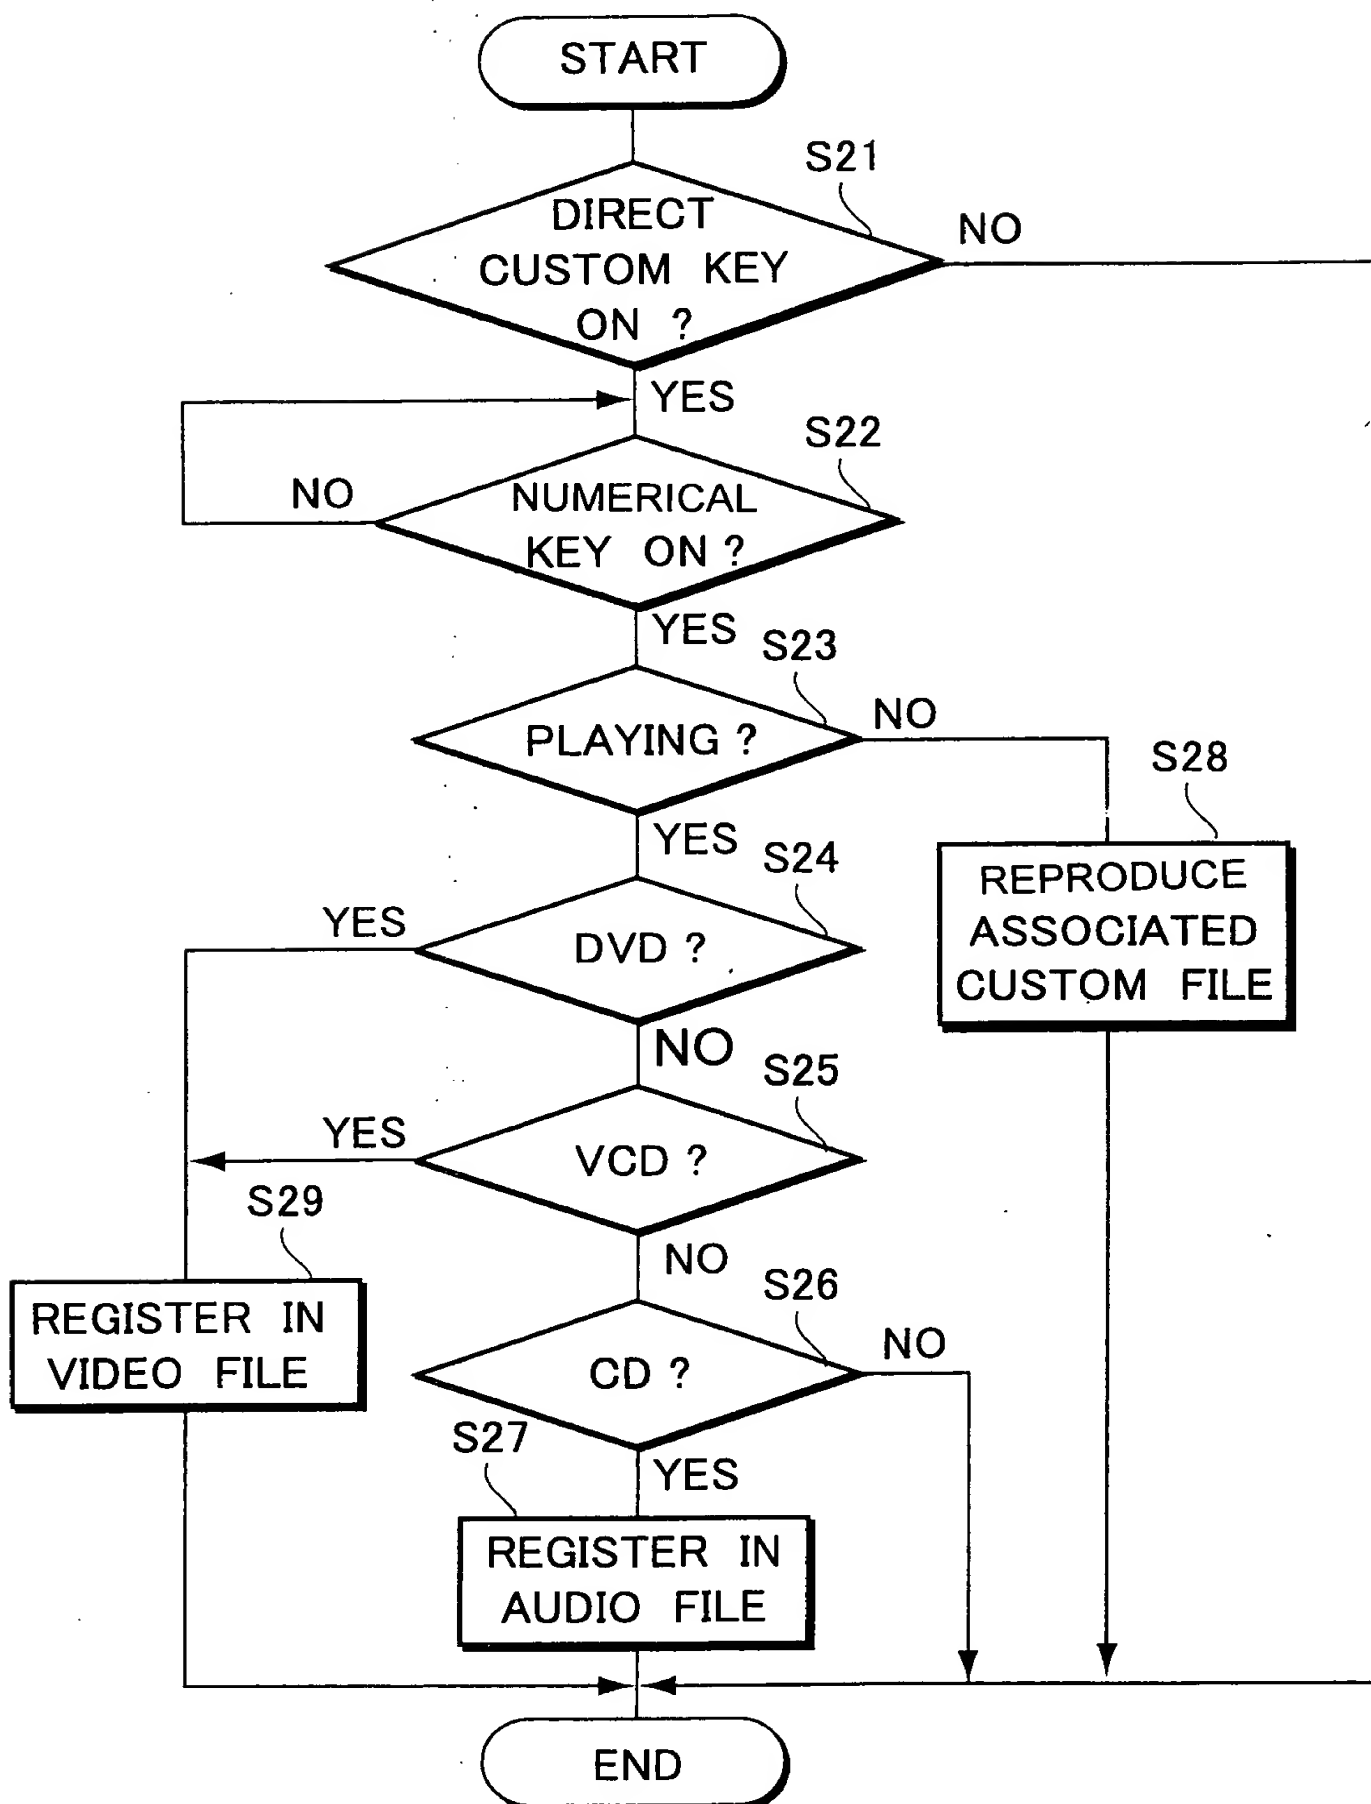 START
S21
DIRECT
CUSTOM KEY
ON ?
NO
YES
S22
NUMERICAL
KEY ON ?
NO
YES
S23
PLAYING ?
NO
YES
S28
REPRODUCE
ASSOCIATED
CUSTOM FILE
S24
DVD ?
YES
NO
S25
VCD ?
YES
NO
S29
REGISTER IN
VIDEO FILE
S26
CD ?
NO
YES
S27
REGISTER IN
AUDIO FILE
END